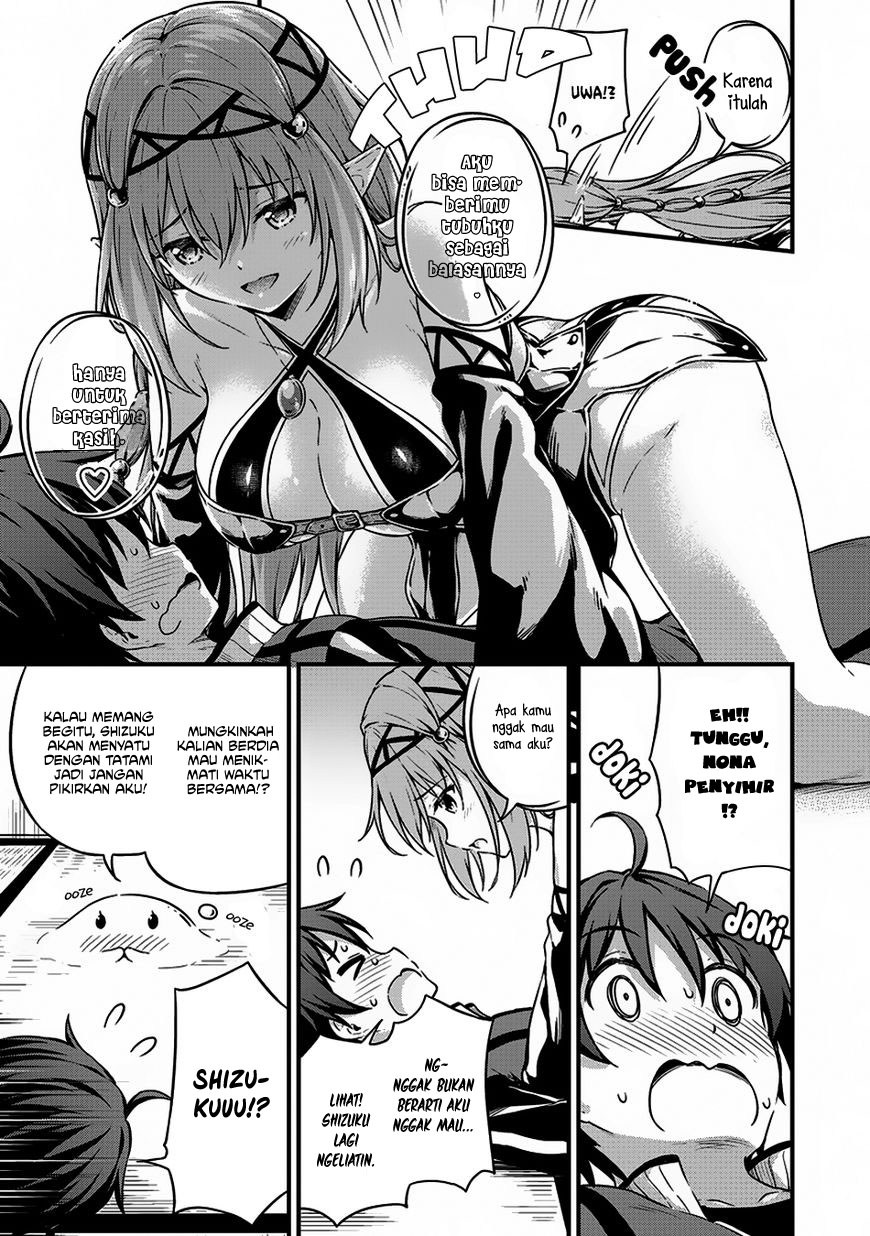 Karena
itulah
PUSH
UWA!?
THUD
AKU
bisa mem-
berimu
tubuhku
sebagai
balasannya
hanya
untuk
berterima
kasih.
EH!!
TUNGGU,
NONA
PENYIHIR
!?
DOKI
DOKI
Apa kamu
nggak mau
sama aku?
NG-
NGGAK BUKAN
BERARTI AKU
NGGAK MAU...
LIHAT!
SHIZUKU
LAGI
NGELIATIN.
MUNGKINKAH
KALIAN BERDIA
MAU MENIK-
MATI WAKTU
BERSAMA!?
KALAU MEMANG
BEGITU, SHIZUKU
AKAN MENYATU
DENGAN TATAMI
JADI JANGAN
PIKIRKAN AKU!
OOZE
OOZE
SHIZU-
KUUU!?